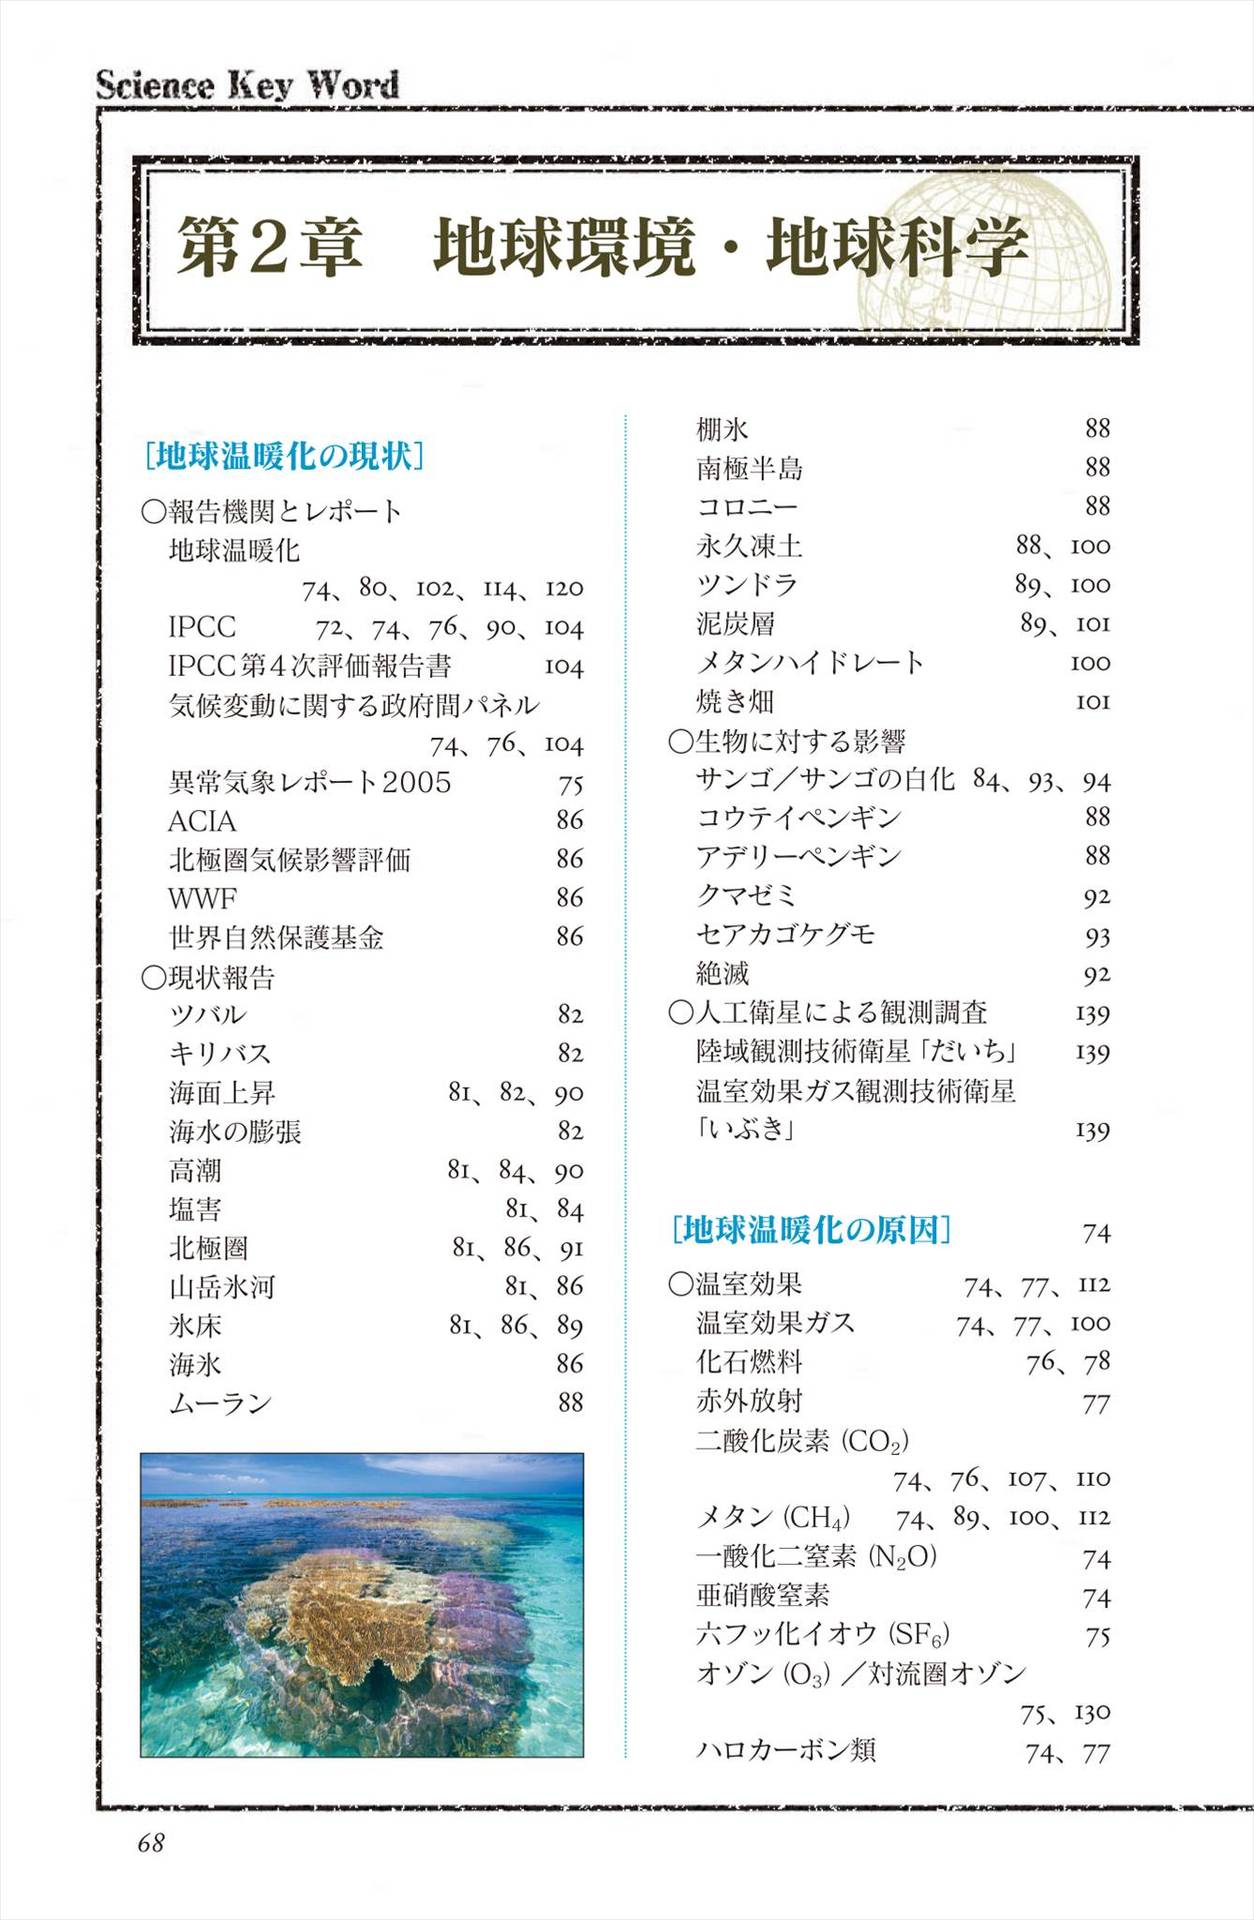 Science Key Word
第2章 地球環境・地球科学
[地球温暖化の現状]
○報告機関とレポート
地球温暖化
74、80、102、114、120
IPCC 72、74、76、90、104
IPCC第4次評価報告書 104
気候変動に関する政府間パネル
74、76、104
異常気象レポート2005 75
ACIA 86
北極圏気候影響評価 86
WWF 86
世界自然保護基金 86
○現状報告
ツバル 82
キリバス 82
海面上昇 81、82、90
海水の膨張 82
高潮 81、84、90
塩害 81、84
北極圏 81、86、91
山岳氷河 81、86
氷床 81、86、89
海氷 86
ムーラン 88
棚氷 88
南極半島 88
コロニー 88
永久凍土 88、100
ツンドラ 89、100
泥炭層 89、101
メタンハイドレート 100
焼き畑 101
○生物に対する影響
サンゴ／サンゴの白化 84、93、94
コウテイペンギン 88
アデリーペンギン 88
クマゼミ 92
セアカゴケグモ 93
絶滅 92
○人工衛星による観測調査 139
陸域観測技術衛星「だいち」 139
温室効果ガス観測技術衛星
「いぶき」 139
[地球温暖化の原因] 74
○温室効果 74、77、112
温室効果ガス 74、77、100
化石燃料 76、78
赤外放射 77
二酸化炭素 (CO₂)
74、76、107、110
メタン (CH₄) 74、89、100、112
一酸化二窒素 (N₂O) 74
亜硝酸窒素 74
六フッ化イオウ (SF₆) 75
オゾン (O₃) ／対流圏オゾン
75、130
ハロカーボン類 74、77
68